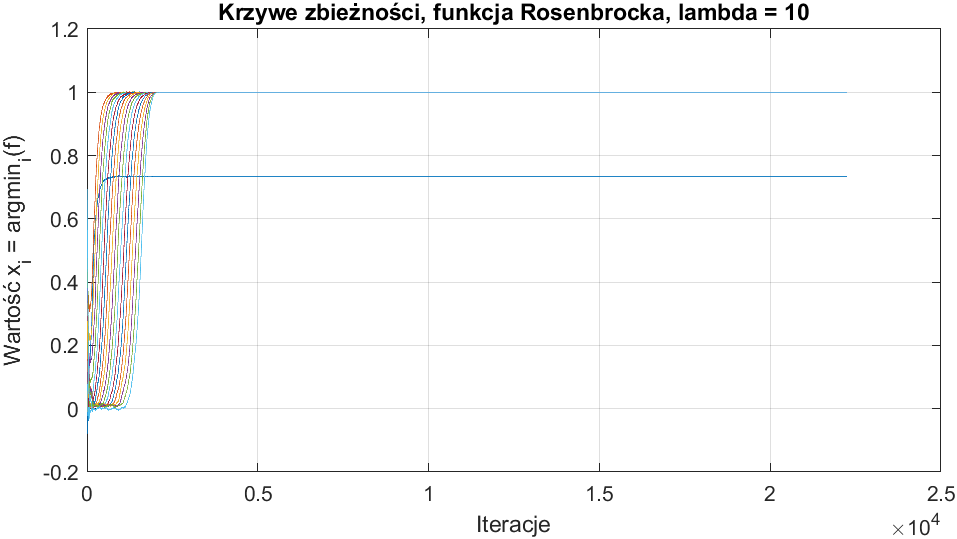 Krzywe zbieżności, funkcja Rosenbrocka, lambda = 10
1.2
1
0.8
0.6
0.4
0.2
0
-0.2
Wartość x_i = argmin_i(f)
0 0.5 1 1.5 2 2.5
Iteracje
×10^4